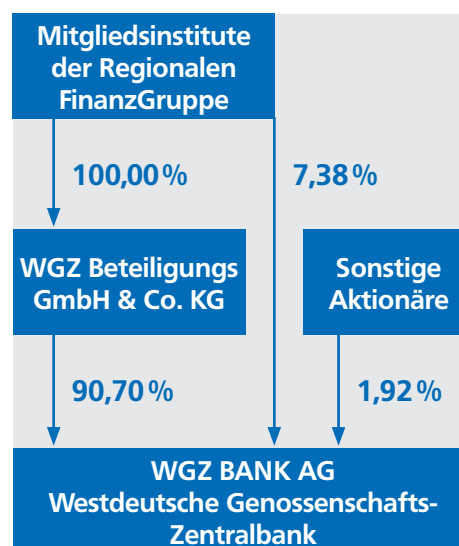 Mitgliedsinstitute
der Regionalen
FinanzGruppe
100,00 %
7,38 %
WGZ Beteiligungs
GmbH & Co. KG
Sonstige
Aktionäre
90,70 %
1,92 %
WGZ BANK AG
Westdeutsche Genossenschafts-
Zentralbank